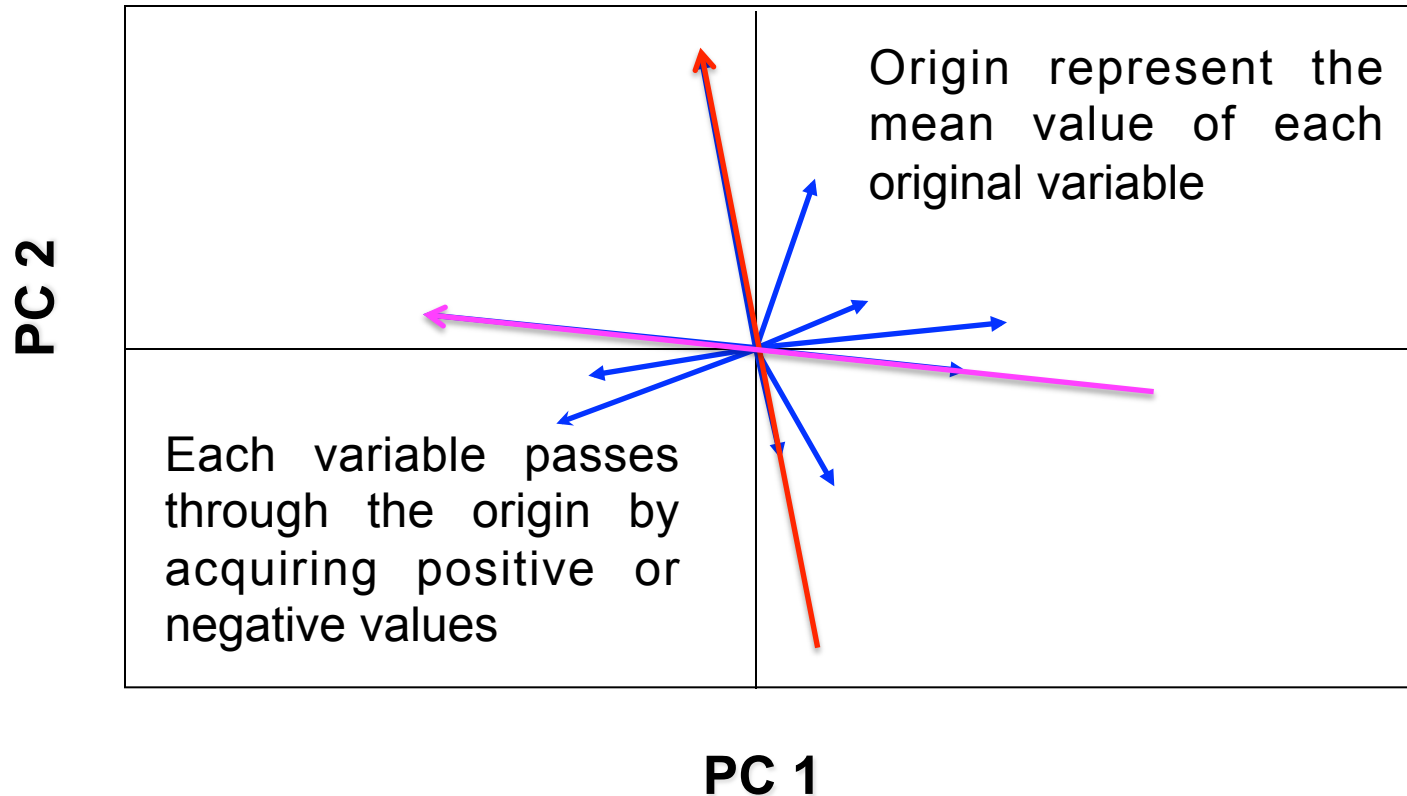 Origin represent the
mean value of each
original variable
PC 2
Each variable passes
through the origin by
acquiring positive or
negative values
PC 1